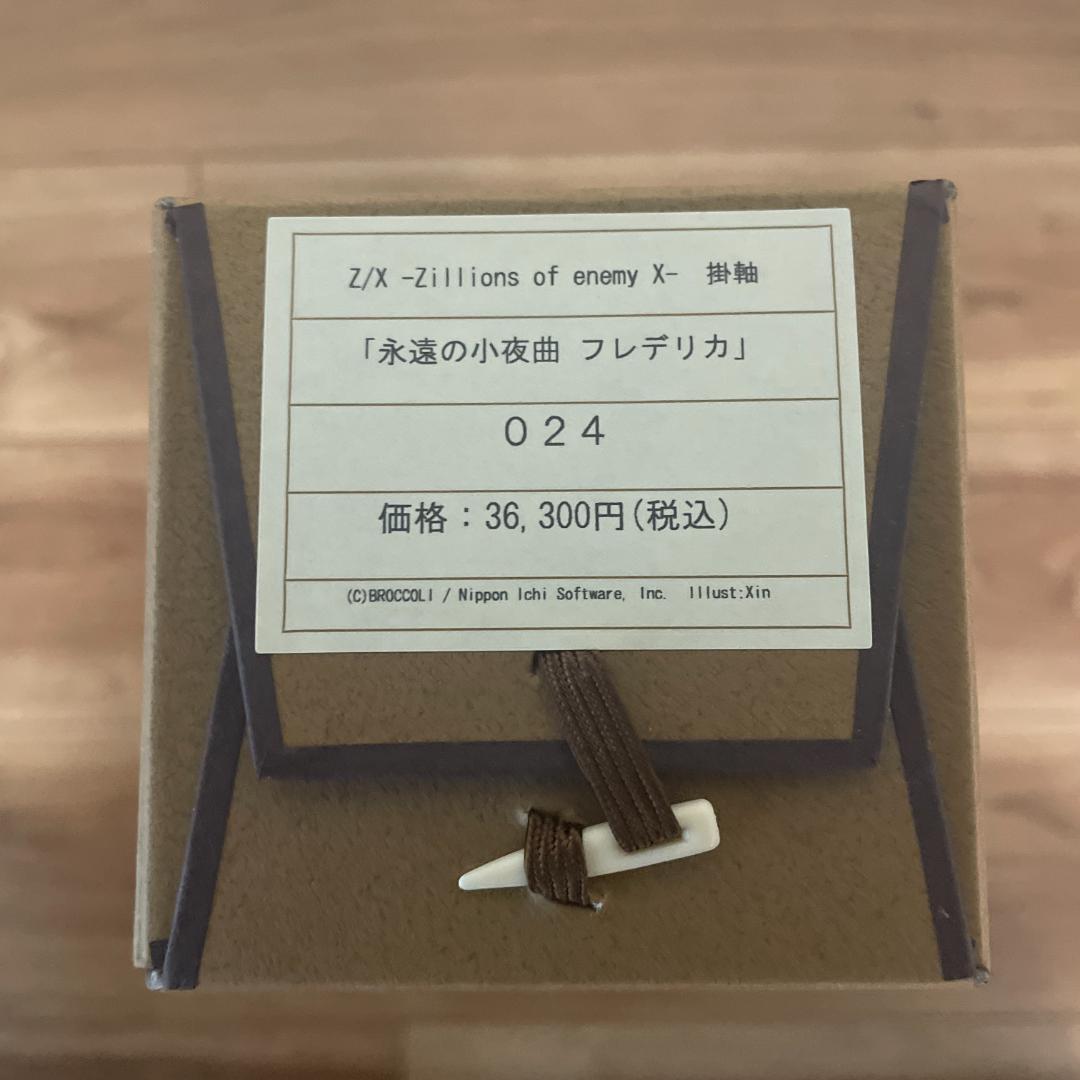 Z/X -Zillions of enemy X- 掛軸
「永遠の小夜曲 フレデリカ」
024
価格：36,300円(税込)
(C)BROCCOLI / Nippon Ichi Software, Inc. Illust:Xin